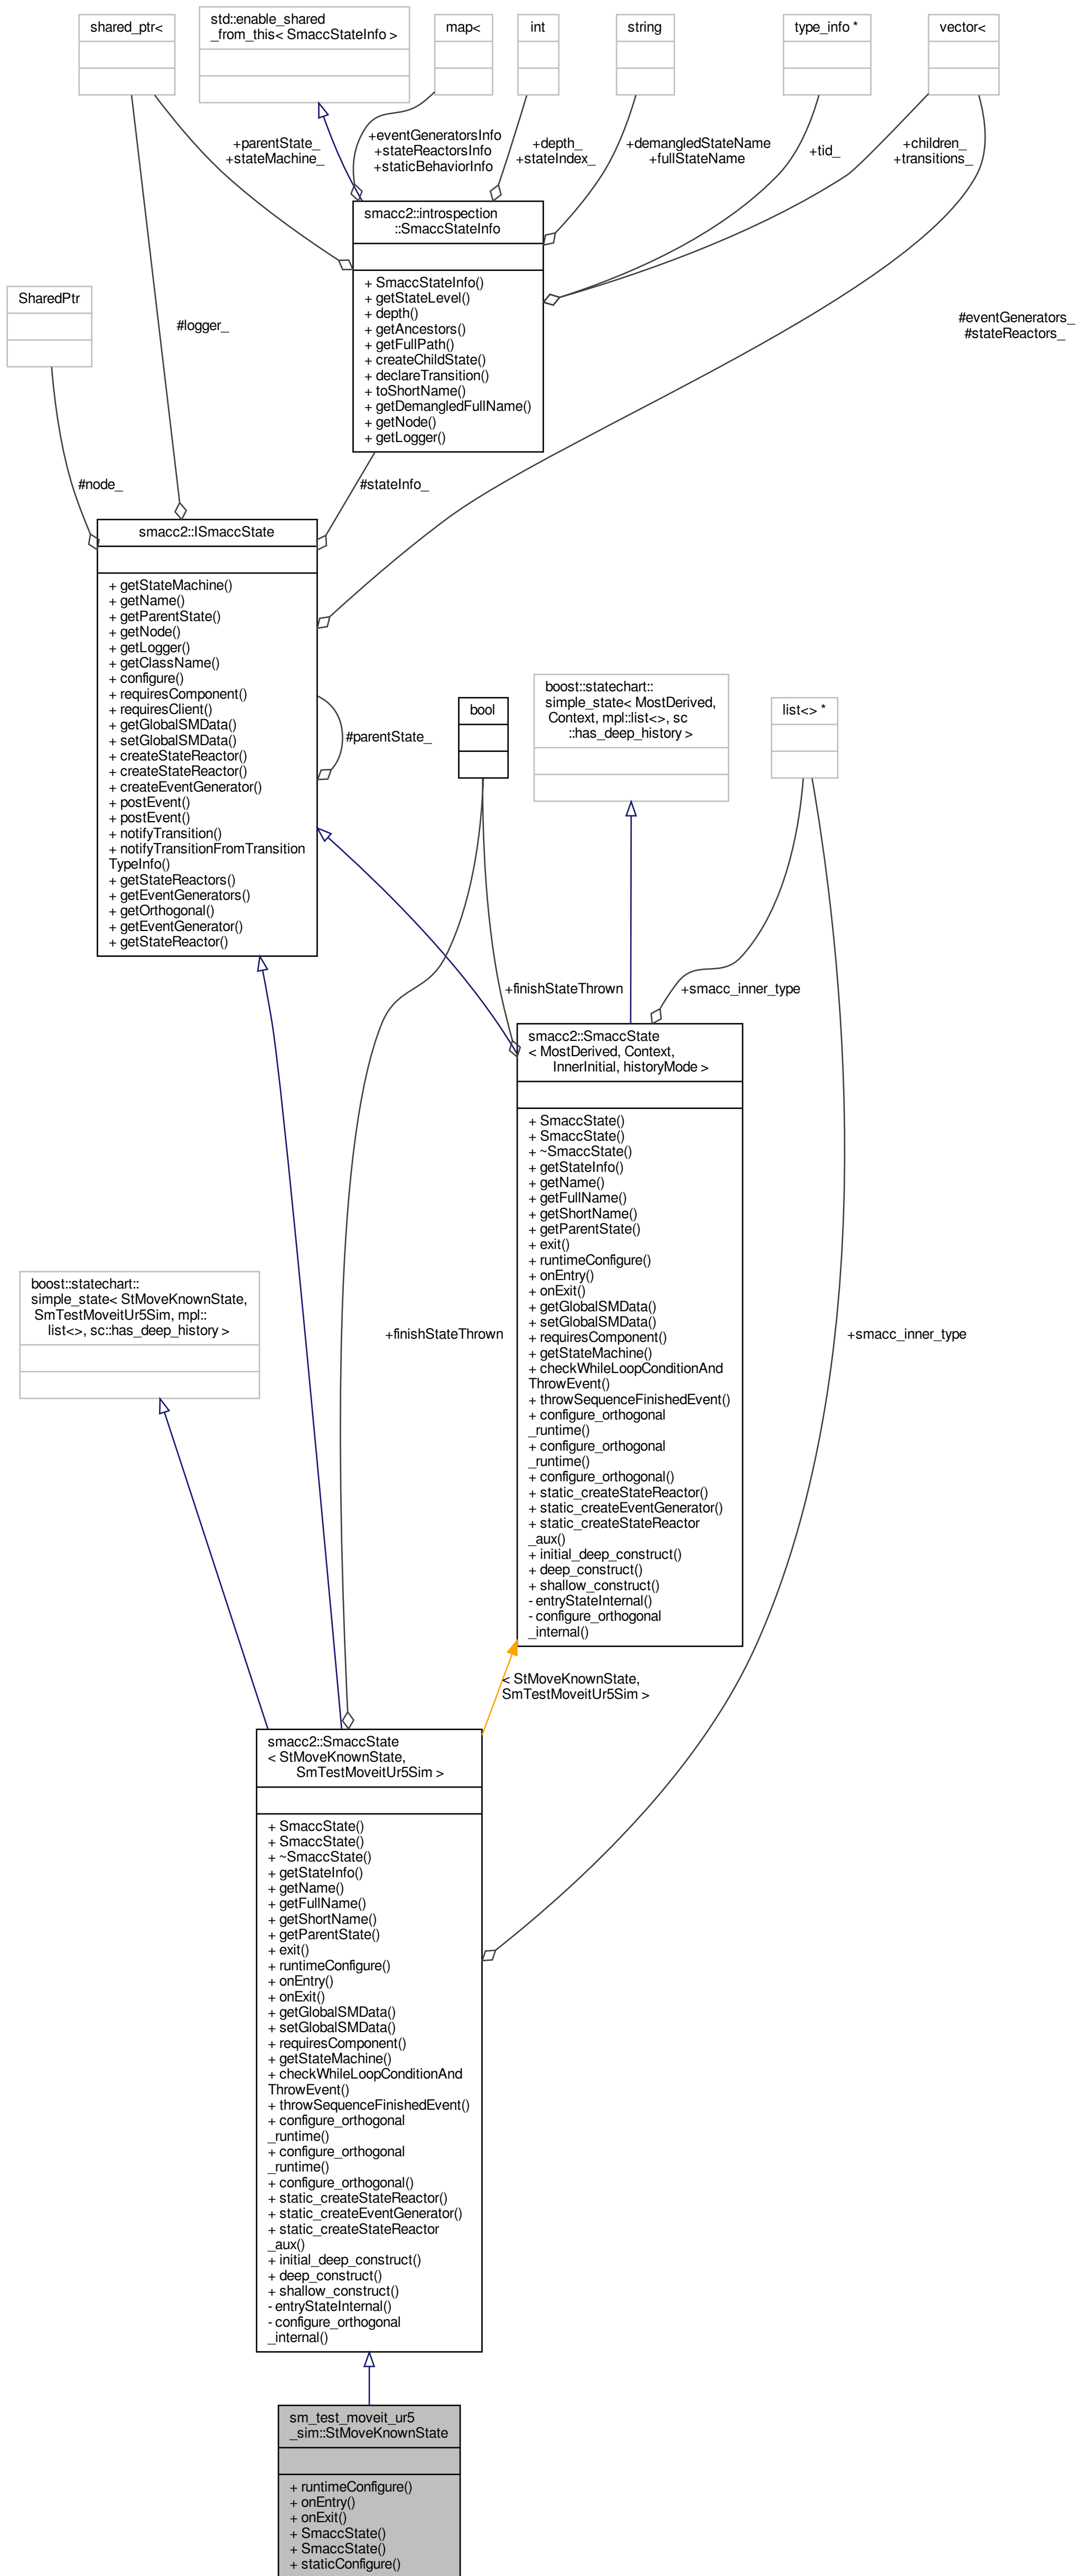 shared_ptr<
std::enable_shared
_from_this< SmaccStateInfo >
map<
int
string
type_info *
vector<
+parentState_
+stateMachine_
+eventGeneratorsInfo
+stateReactorsInfo
+staticBehaviorInfo
+depth_
+stateIndex_
+demangledStateName
+fullStateName
+tid_
+children_
+transitions_
smacc2::introspection
::SmaccStateInfo
+ SmaccStateInfo()
+ getStateLevel()
+ depth()
+ getAncestors()
+ getFullPath()
+ createChildState()
+ declareTransition()
+ toShortName()
+ getDemangledFullName()
+ getNode()
+ getLogger()
SharedPtr
#logger_
#eventGenerators_
#stateReactors_
#node_
#stateInfo_
smacc2::ISmaccState
+ getStateMachine()
+ getName()
+ getParentState()
+ getNode()
+ getLogger()
+ getClassName()
+ configure()
+ requiresComponent()
+ requiresClient()
+ getGlobalSMData()
+ setGlobalSMData()
+ createStateReactor()
+ createStateReactor()
+ createEventGenerator()
+ postEvent()
+ postEvent()
+ notifyTransition()
+ notifyTransitionFromTransition
TypeInfo()
+ getStateReactors()
+ getEventGenerators()
+ getOrthogonal()
+ getEventGenerator()
+ getStateReactor()
#parentState_
bool
boost::statechart::
simple_state< MostDerived,
Context, mpl::list<>, sc
::has_deep_history >
list<> *
+finishStateThrown
+smacc_inner_type
smacc2::SmaccState
< MostDerived, Context,
InnerInitial, historyMode >
+ SmaccState()
+ SmaccState()
+ ~SmaccState()
+ getStateInfo()
+ getName()
+ getFullName()
+ getShortName()
+ getParentState()
+ exit()
+ runtimeConfigure()
+ onEntry()
+ onExit()
+ getGlobalSMData()
+ setGlobalSMData()
+ requiresComponent()
+ getStateMachine()
+ checkWhileLoopConditionAnd
ThrowEvent()
+ throwSequenceFinishedEvent()
+ configure_orthogonal
_runtime()
+ configure_orthogonal
_runtime()
+ configure_orthogonal()
+ static_createStateReactor()
+ static_createEventGenerator()
+ static_createStateReactor
_aux()
+ initial_deep_construct()
+ deep_construct()
+ shallow_construct()
- entryStateInternal()
- configure_orthogonal
_internal()
boost::statechart::
simple_state< StMoveKnownState,
SmTestMoveitUr5Sim, mpl::
list<>, sc::has_deep_history >
+finishStateThrown
+smacc_inner_type
< StMoveKnownState,
SmTestMoveitUr5Sim >
smacc2::SmaccState
< StMoveKnownState,
SmTestMoveitUr5Sim >
+ SmaccState()
+ SmaccState()
+ ~SmaccState()
+ getStateInfo()
+ getName()
+ getFullName()
+ getShortName()
+ getParentState()
+ exit()
+ runtimeConfigure()
+ onEntry()
+ onExit()
+ getGlobalSMData()
+ setGlobalSMData()
+ requiresComponent()
+ getStateMachine()
+ checkWhileLoopConditionAnd
ThrowEvent()
+ throwSequenceFinishedEvent()
+ configure_orthogonal
_runtime()
+ configure_orthogonal
_runtime()
+ configure_orthogonal()
+ static_createStateReactor()
+ static_createEventGenerator()
+ static_createStateReactor
_aux()
+ initial_deep_construct()
+ deep_construct()
+ shallow_construct()
- entryStateInternal()
- configure_orthogonal
_internal()
sm_test_moveit_ur5
_sim::StMoveKnownState
+ runtimeConfigure()
+ onEntry()
+ onExit()
+ SmaccState()
+ SmaccState()
+ staticConfigure()